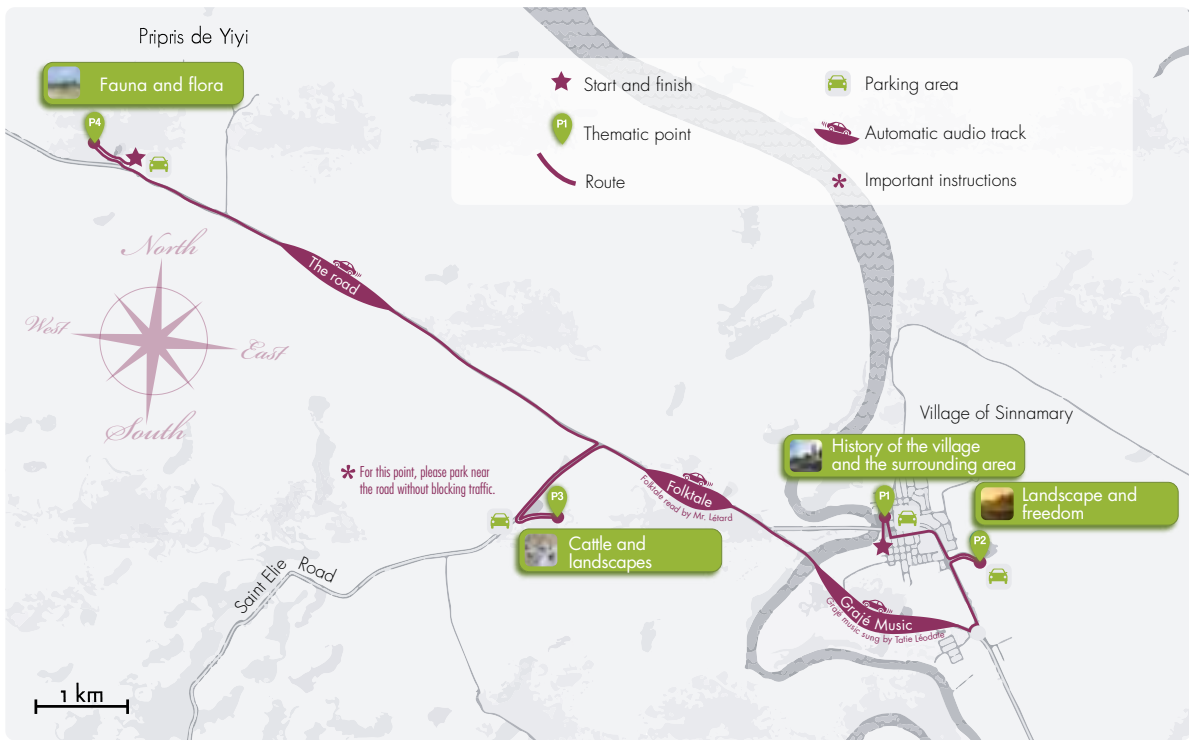 Pripris de Yiyi
Fauna and flora
P4
Start and finish
Parking area
P1
Thematic point
Automatic audio track
Route
Important instructions
North
West
East
South
The road
Village of Sinnamary
History of the village
and the surrounding area
P1
Landscape and
freedom
P2
* For this point, please park near
the road without blocking traffic.
P3
Folktale
Folktale read by Mr. Létard
Cattle and
landscapes
Saint Elie Road
Grajé Music
Grajé music sung by Tatie Léodate
1 km